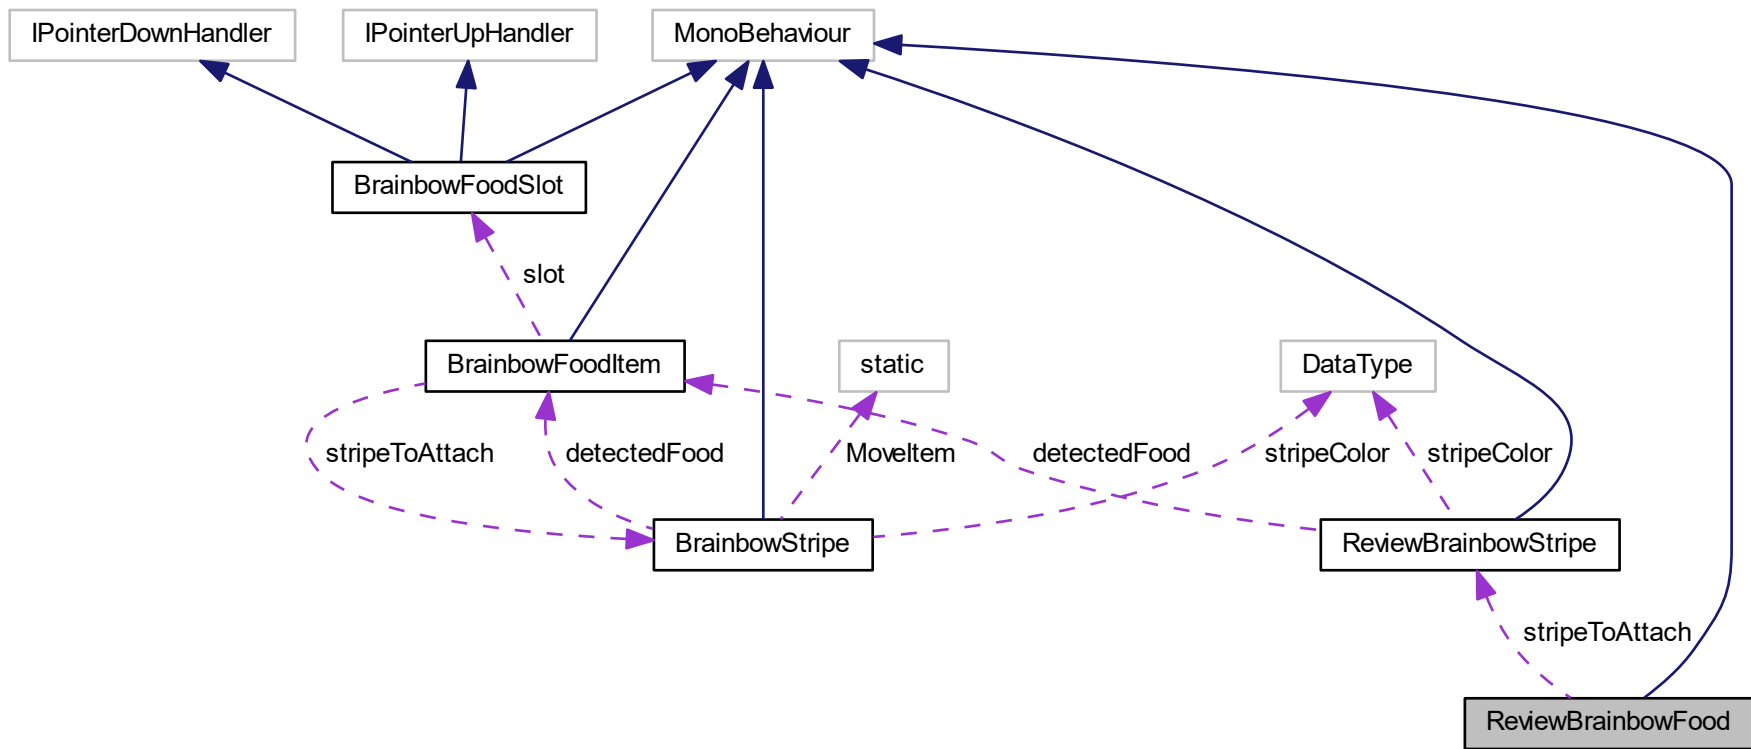 IPointerDownHandler
IPointerUpHandler
MonoBehaviour
BrainbowFoodSlot
slot
BrainbowFoodItem
static
DataType
stripeToAttach
detectedFood
MoveItem
detectedFood
stripeColor
stripeColor
BrainbowStripe
ReviewBrainbowStripe
stripeToAttach
ReviewBrainbowFood